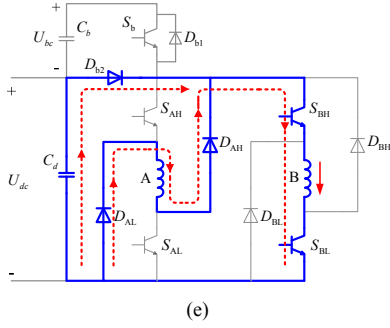 +
C_b
S_b
D_b1
U_bc
-
D_b2
+
S_AH
S_BH
D_AH
D_BH
C_d
A
B
U_dc
D_AL
D_BL
S_AL
S_BL
-
(e)